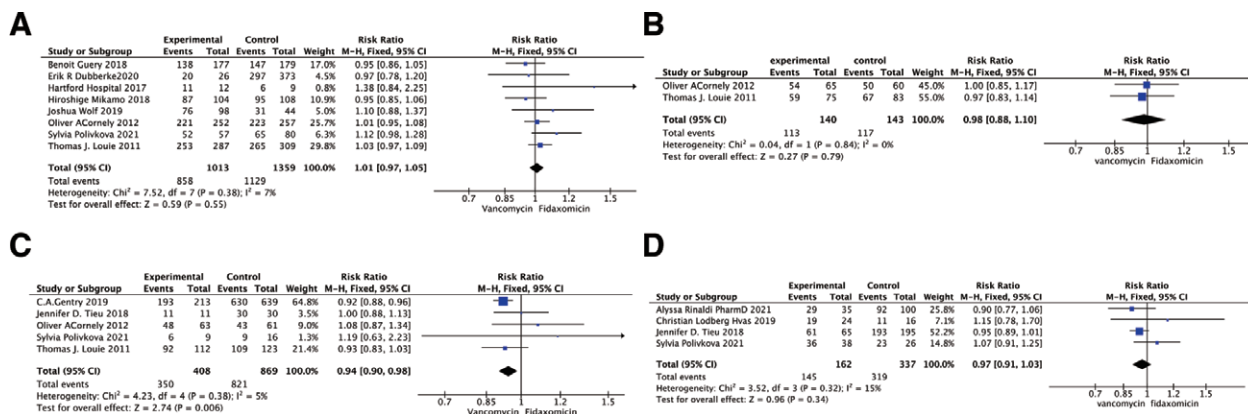 A
Experimental Control Risk Ratio Risk Ratio
Study or Subgroup Events Total Events Total Weight M-H, Fixed, 95% CI M-H, Fixed, 95% CI
Benoit Guery 2018 138 177 147 179 17.0% 0.95 [0.86, 1.05]
Erik R Dubberke2020 20 26 297 373 4.5% 0.97 [0.78, 1.20]
Hartford Hospital 2017 11 12 6 9 0.8% 1.38 [0.84, 2.25]
Hiroshige Mikamo 2018 87 104 95 108 10.9% 0.95 [0.85, 1.06]
Joshua Wolf 2019 76 98 31 44 5.0% 1.10 [0.88, 1.37]
Oliver ACornely 2012 221 252 223 257 25.9% 1.01 [0.95, 1.08]
Sylvia Polivkova 2021 52 57 65 80 6.3% 1.12 [0.98, 1.28]
Thomas J. Louie 2011 253 287 265 309 29.8% 1.03 [0.97, 1.09]
Total (95% CI) 1013 1359 100.0% 1.01 [0.97, 1.05]
Total events 858 1129
Heterogeneity: Chi² = 7.52, df = 7 (P = 0.38); I² = 7%
Test for overall effect: Z = 0.59 (P = 0.55)
0.7 0.85 1 1.2 1.5
Vancomycin Fidaxomicin
B
experimental control Risk Ratio Risk Ratio
Study or Subgroup Events Total Events Total Weight M-H, Fixed, 95% CI M-H, Fixed, 95% CI
Oliver ACornely 2012 54 65 50 60 45.0% 1.00 [0.85, 1.17]
Thomas J. Louie 2011 59 75 67 83 55.0% 0.97 [0.83, 1.14]
Total (95% CI) 140 143 100.0% 0.98 [0.88, 1.10]
Total events 113 117
Heterogeneity: Chi² = 0.04, df = 1 (P = 0.84); I² = 0%
Test for overall effect: Z = 0.27 (P = 0.79)
0.7 0.85 1 1.2 1.5
Vancomycin Fidaxomicin
C
Experimental Control Risk Ratio Risk Ratio
Study or Subgroup Events Total Events Total Weight M-H, Fixed, 95% CI M-H, Fixed, 95% CI
C.A.Gentry 2019 193 213 630 639 64.8% 0.92 [0.88, 0.96]
Jennifer D. Tieu 2018 11 11 30 30 3.5% 1.00 [0.88, 1.13]
Oliver ACornely 2012 48 63 43 61 9.0% 1.08 [0.87, 1.34]
Sylvia Polivkova 2021 6 9 9 16 1.3% 1.19 [0.63, 2.23]
Thomas J. Louie 2011 92 112 109 123 21.4% 0.93 [0.83, 1.03]
Total (95% CI) 408 869 100.0% 0.94 [0.90, 0.98]
Total events 350 821
Heterogeneity: Chi² = 4.23, df = 4 (P = 0.38); I² = 5%
Test for overall effect: Z = 2.74 (P = 0.006)
0.7 0.85 1 1.2 1.5
Vancomycin Fidaxomicin
D
Experimental Control Risk Ratio Risk Ratio
Study or Subgroup Events Total Events Total Weight M-H, Fixed, 95% CI M-H, Fixed, 95% CI
Alyssa Rinaldi PharmD 2021 29 35 92 100 25.8% 0.90 [0.77, 1.06]
Christian Lodberg Hvas 2019 19 24 11 16 7.1% 1.15 [0.78, 1.70]
Jennifer D. Tieu 2018 61 65 193 195 52.2% 0.95 [0.89, 1.01]
Sylvia Polivkova 2021 36 38 23 26 14.9% 1.07 [0.91, 1.25]
Total (95% CI) 162 337 100.0% 0.97 [0.91, 1.03]
Total events 145 319
Heterogeneity: Chi² = 3.52, df = 3 (P = 0.32); I² = 15%
Test for overall effect: Z = 0.96 (P = 0.34)
0.7 0.85 1 1.2 1.5
Vancomycin Fidaxomicin